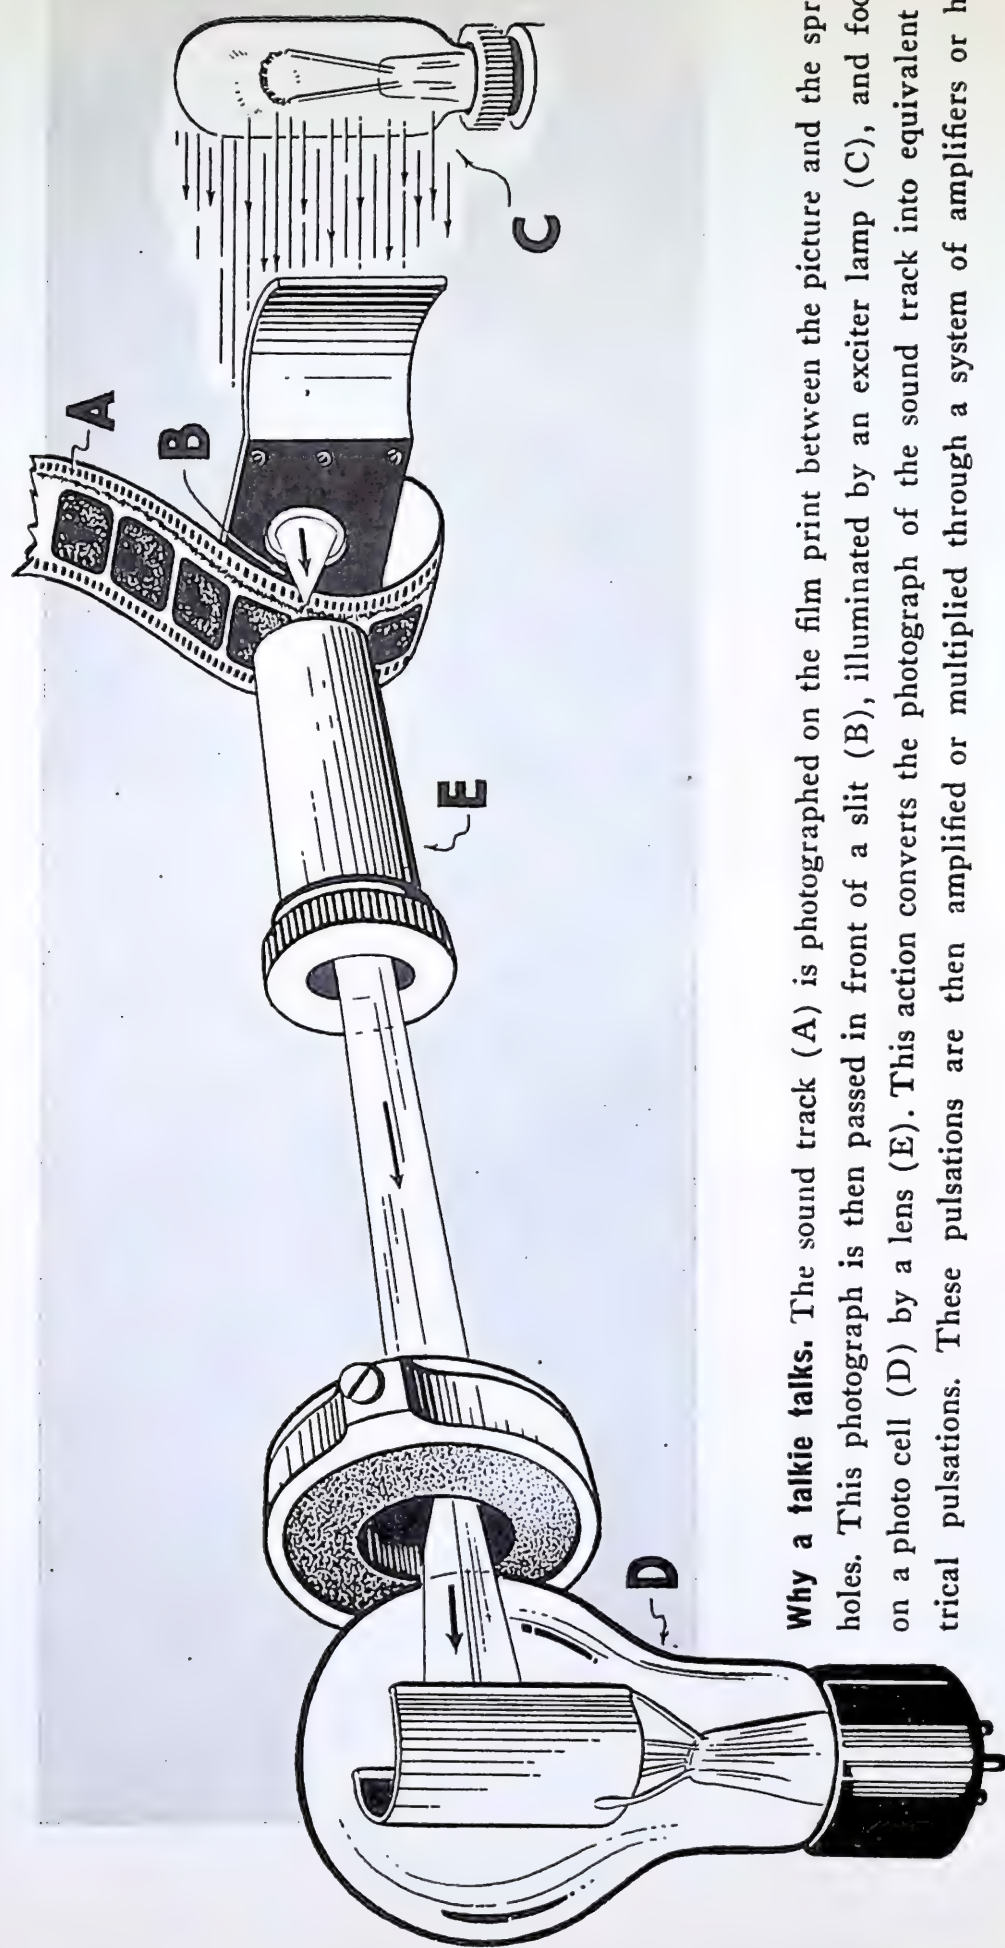 A
B
E
C
D
Why a talkie talks. The sound track (A) is photographed on the film print between the picture and the spr
holes. This photograph is then passed in front of a slit (B), illuminated by an exciter lamp (C), and foc
on a photo cell (D) by a lens (E). This action converts the photograph of the sound track into equivalent
trical pulsations. These pulsations are then amplified or multiplied through a system of amplifiers or h